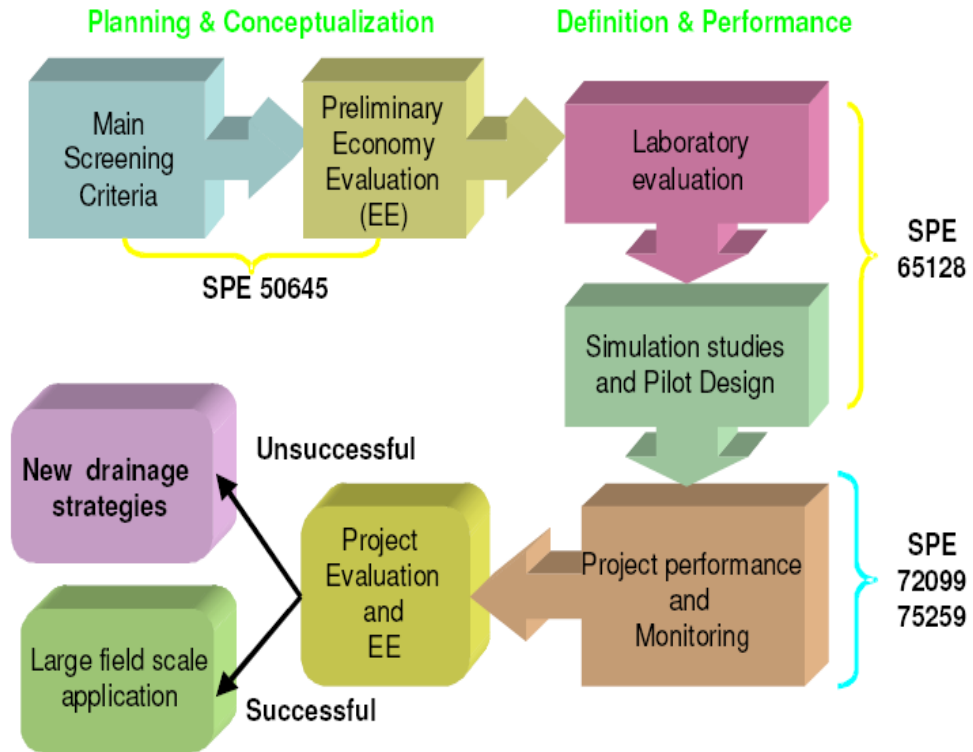 Planning & Conceptualization
Definition & Performance
Main
Screening
Criteria
Preliminary
Economy
Evaluation
(EE)
SPE 50645
Laboratory
evaluation
SPE
65128
Simulation studies
and Pilot Design
Project performance
and
Monitoring
SPE
72099
75259
Project
Evaluation
and
EE
Unsuccessful
New drainage
strategies
Large field scale
application
Successful